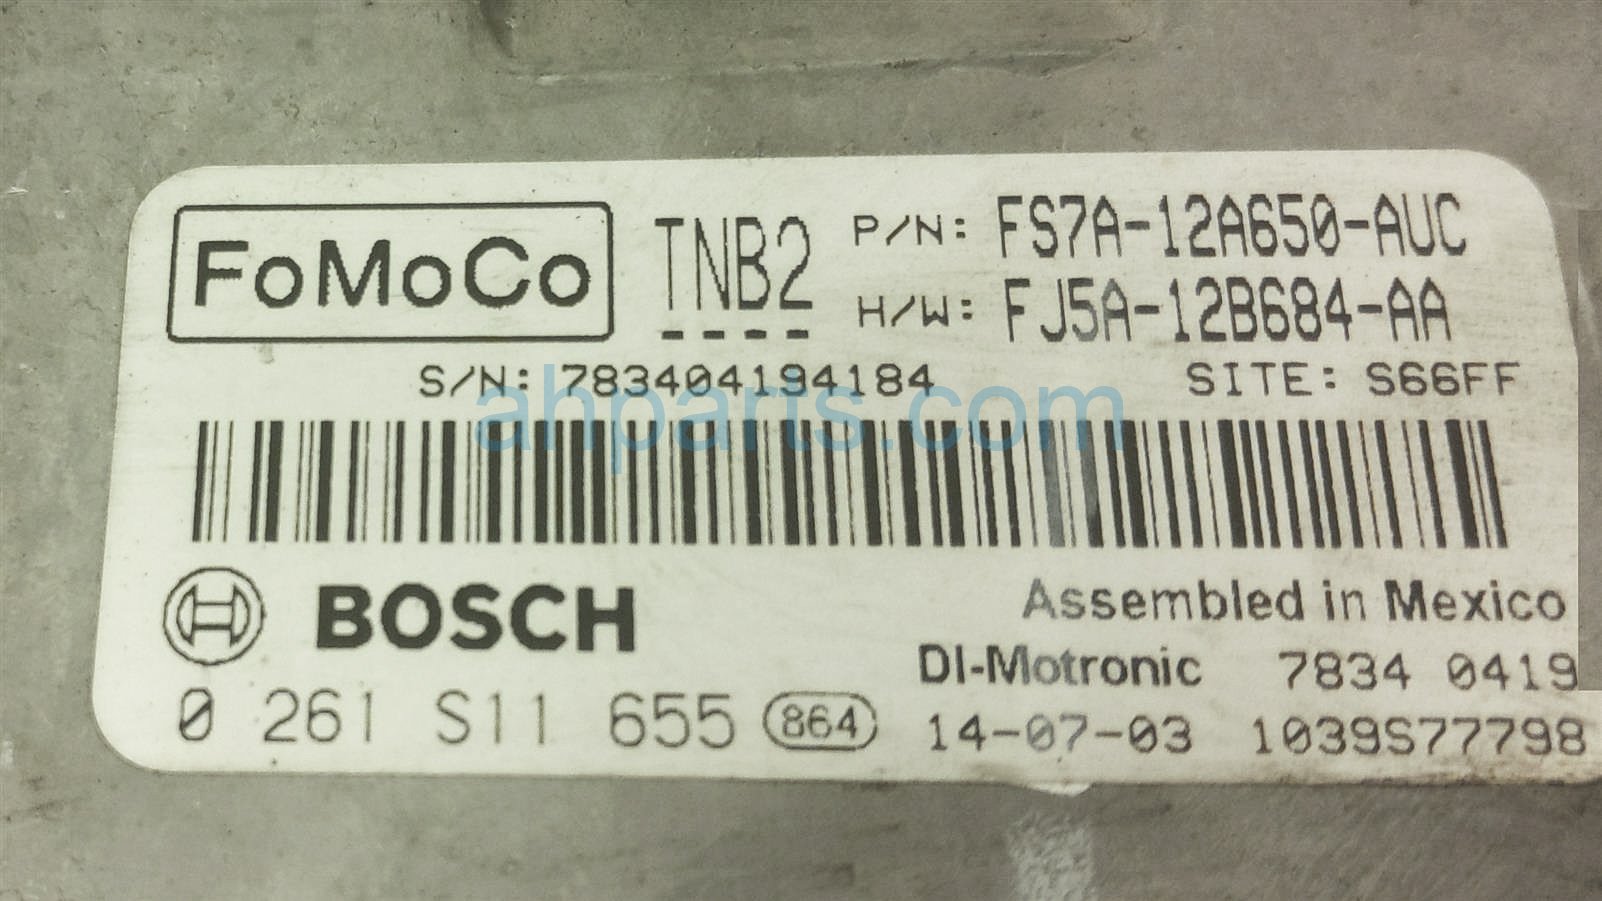 FoMoCo TNB2 P/N: FS7A-12A650-AUC
H/W: FJ5A-12B684-AA
S/N: 783404194184 SITE: S66FF
ahparts.com
BOSCH Assembled in Mexico
DI-Motronic 7834 0419
0 261 S11 655 864 14-07-03 1039S77798